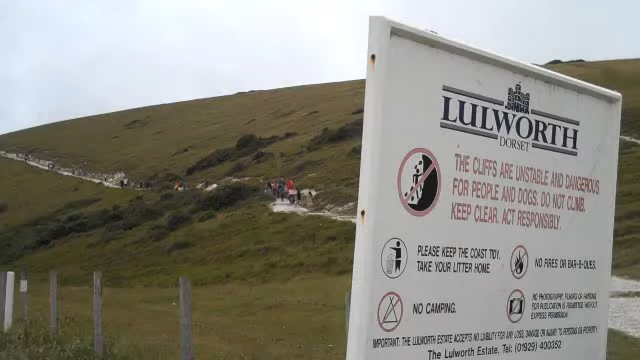 LULWORTH
DORSET
THE CLIFFS ARE UNSTABLE AND DANGEROUS
FOR PEOPLE AND DOGS. DO NOT CLIMB.
KEEP CLEAR. ACT RESPONSIBLY.
PLEASE KEEP THE COAST TIDY,
TAKE YOUR LITTER HOME.
NO FIRES OR BAR-B-QUES.
NO CAMPING.
NO PHOTOGRAPHY, FILMING OR PAINTING
FOR PUBLICATION IS PERMITTED WITHOUT
EXPRESS PERMISSION.
IMPORTANT: THE LULWORTH ESTATE ACCEPTS NO LIABILITY FOR ANY LOSS, DAMAGE OR INJURY TO PERSONS OR PROPERTY.
The Lulworth Estate. Tel: (01929) 400352